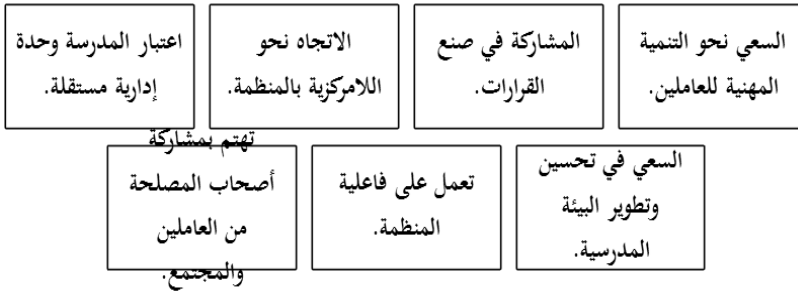 السعي نحو التنمية
المهنية للعاملين.
المشاركة في صنع
القرارات.
الاتجاه نحو
اللامركزية بالمنظمة.
اعتبار المدرسة وحدة
إدارية مستقلة.
السعي في تحسين
وتطوير البيئة
المدرسية.
تعمل على فاعلية
المنظمة.
تهتم بمشاركة
أصحاب المصلحة
من العاملين
والمجتمع.